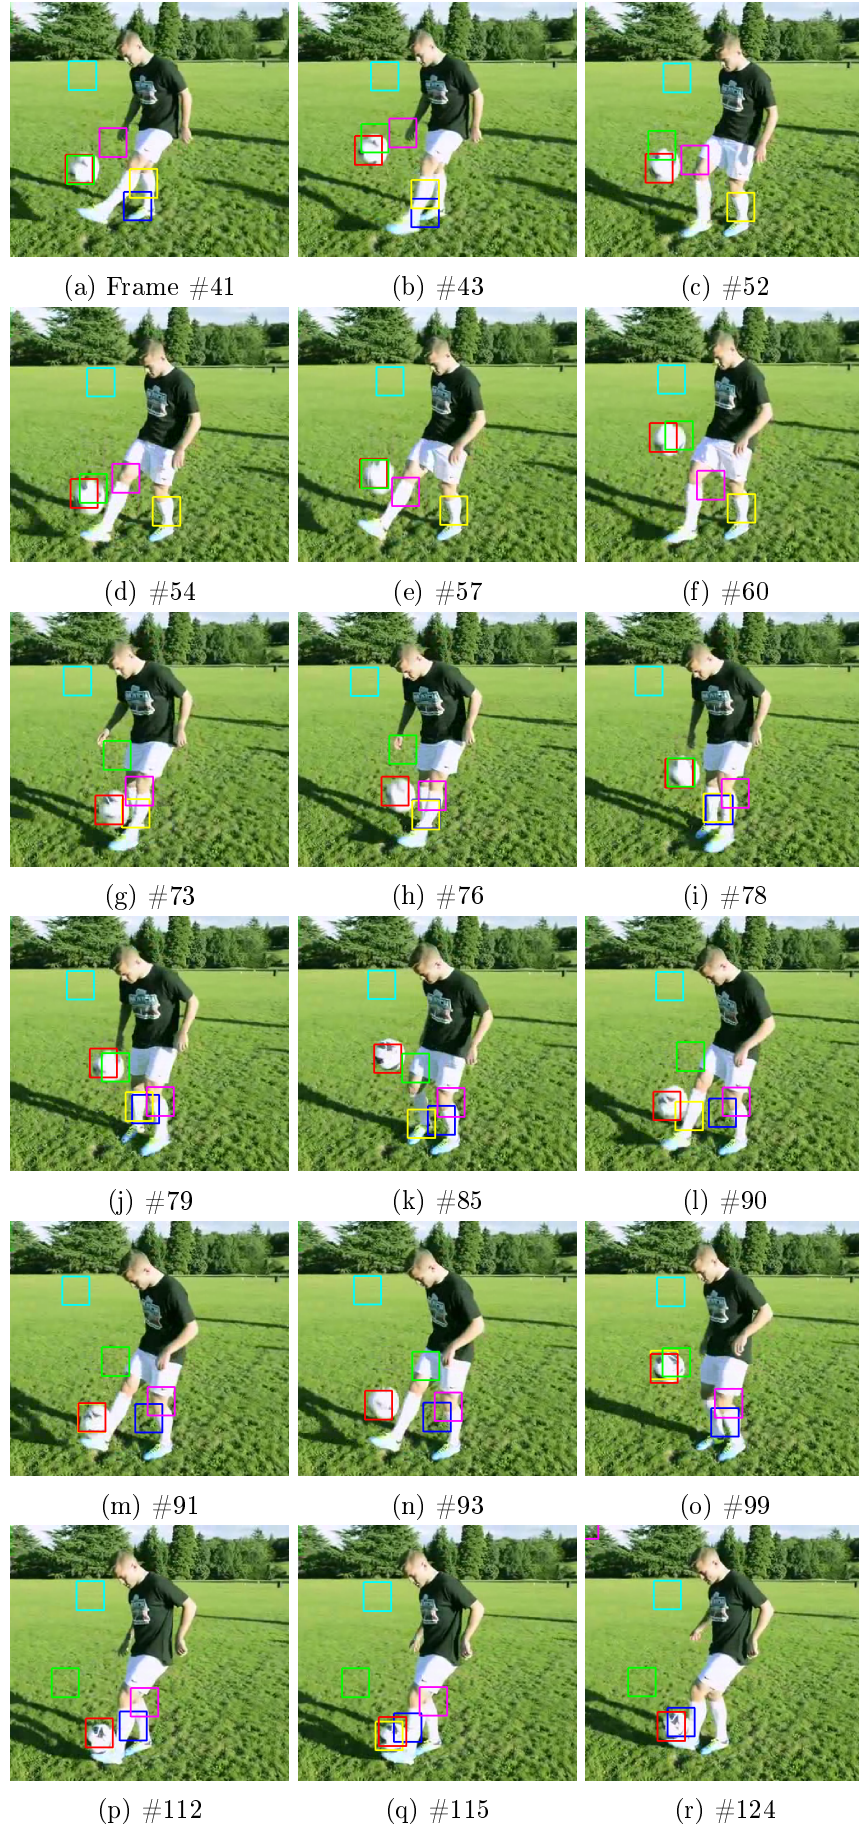 (a) Frame #41 (b) #43 (c) #52
(d) #54 (e) #57 (f) #60
(g) #73 (h) #76 (i) #78
(j) #79 (k) #85 (l) #90
(m) #91 (n) #93 (o) #99
(p) #112 (q) #115 (r) #124